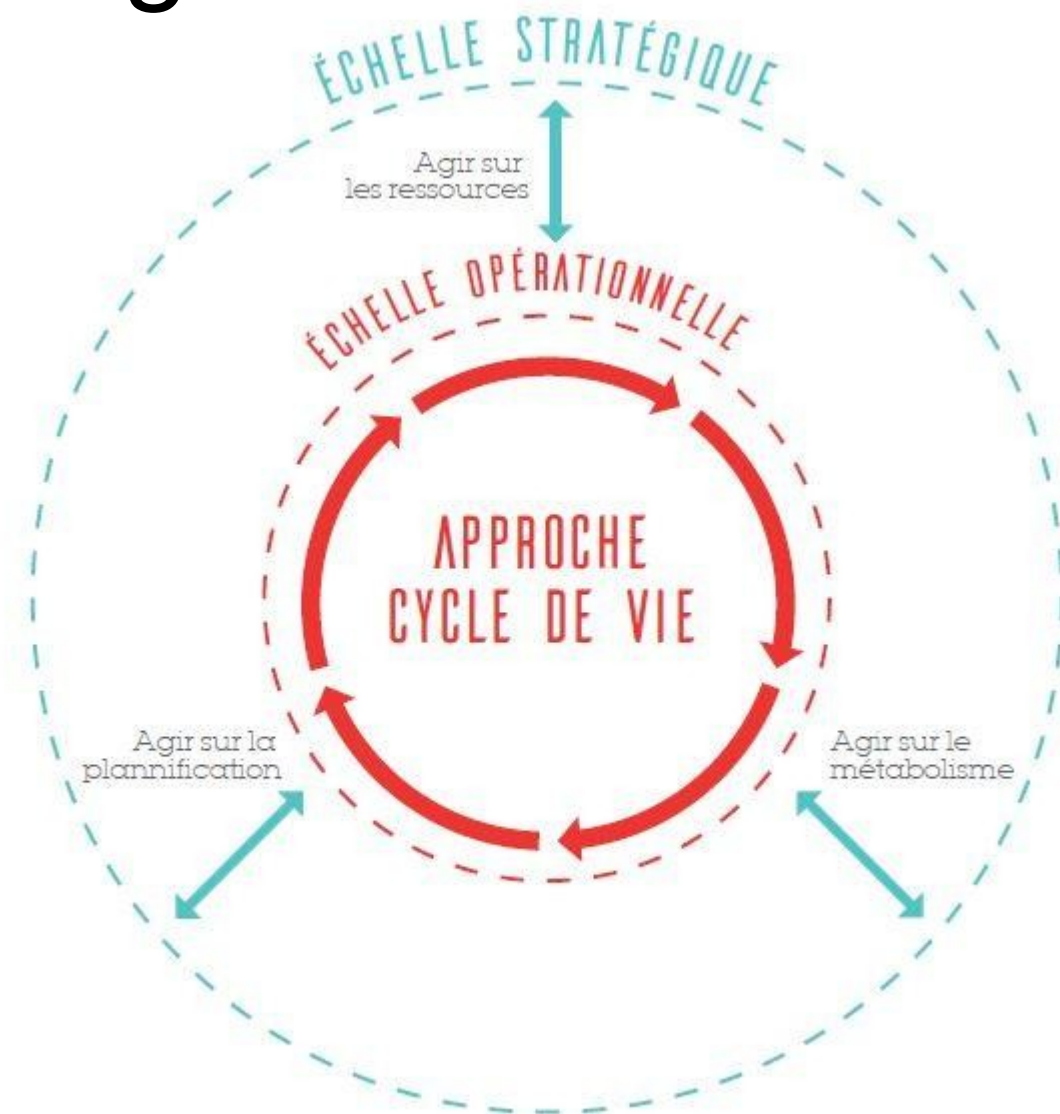 g
ÉCHELLE STRATÉGIQUE
Agir sur
les ressources
ÉCHELLE OPÉRATIONNELLE
APPROCHE
CYCLE DE VIE
Agir sur la
plannification
Agir sur le
métabolisme